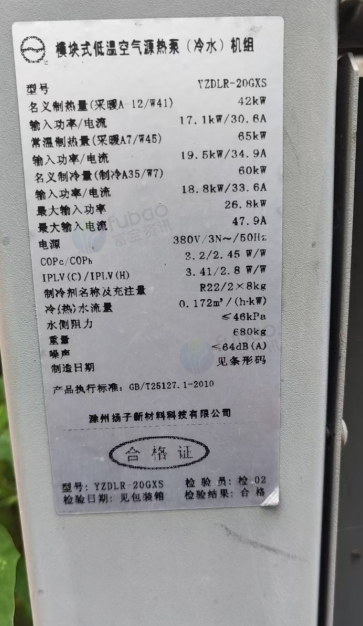 模块式低温空气源热泵（冷水）机组
型号 YZDLR-20GXS
名义制热量(采暖A-12/W41) 42kW
输入功率/电流 17.1kW/30.6A
常温制热量(采暖A7/W45) 65kW
输入功率/电流 19.5kW/34.9A
名义制冷量(制冷A35/W7) 60kW
输入功率/电流 18.8kW/33.6A
最大输入功率 26.8kW
最大输入电流 47.9A
电源 380V/3N~/50Hz
COPc/COPh 3.2/2.45 W/W
IPLV(C)/IPLV(H) 3.41/2.8 W/W
制冷剂名称及充注量 R22/2×8kg
冷(热)水流量 0.172m³/(h·kW)
水侧阻力 ≤46kPa
重量 680kg
噪声 ≤64dB(A)
制造日期 见条形码
产品执行标准: GB/T25127.1-2010
滁州扬子新材料科技有限公司
合格证
型号: YZDLR-20GXS 检验员: 检-02
检验日期: 见包装箱 检验结果: 合格